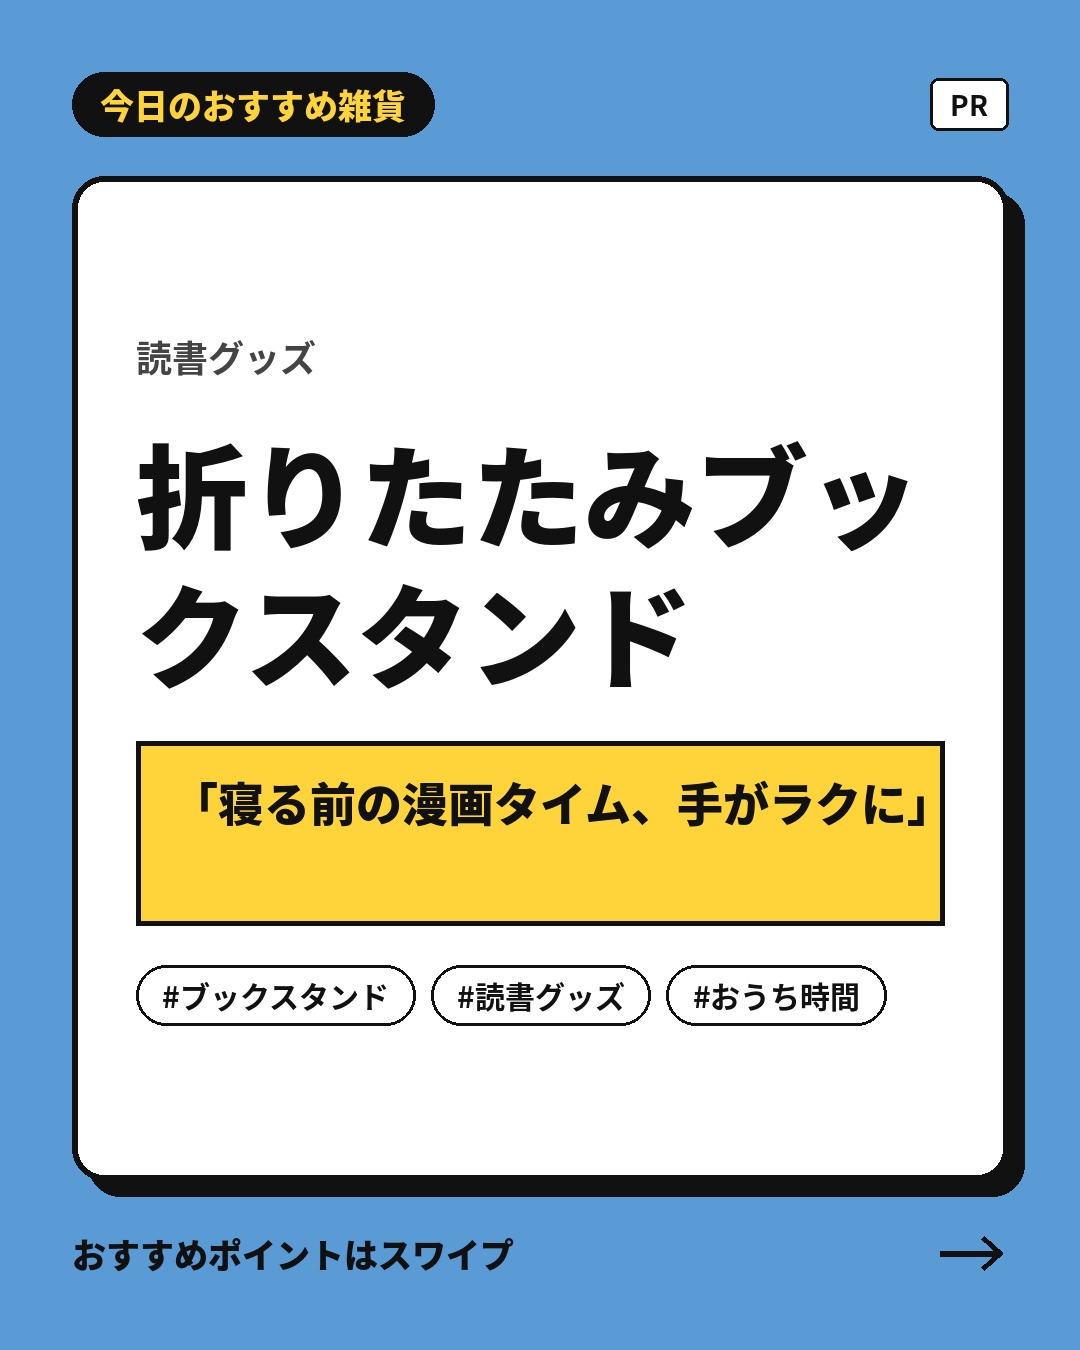 今日のおすすめ雑貨
PR
読書グッズ
折りたたみブッ
クスタンド
「寝る前の漫画タイム、手がラクに」
#ブックスタンド #読書グッズ #おうち時間
おすすめポイントはスワイプ